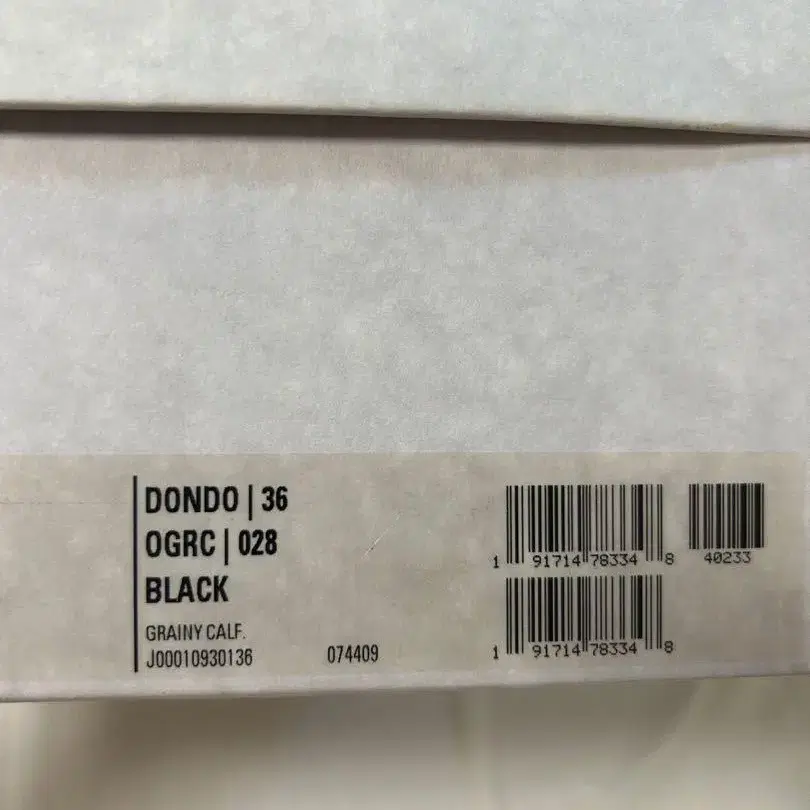 DONDO | 36
OGRC | 028
BLACK
GRAINY CALF.
J00010930136 074409
1 91714 78334 8 40233
1 91714 78334 8